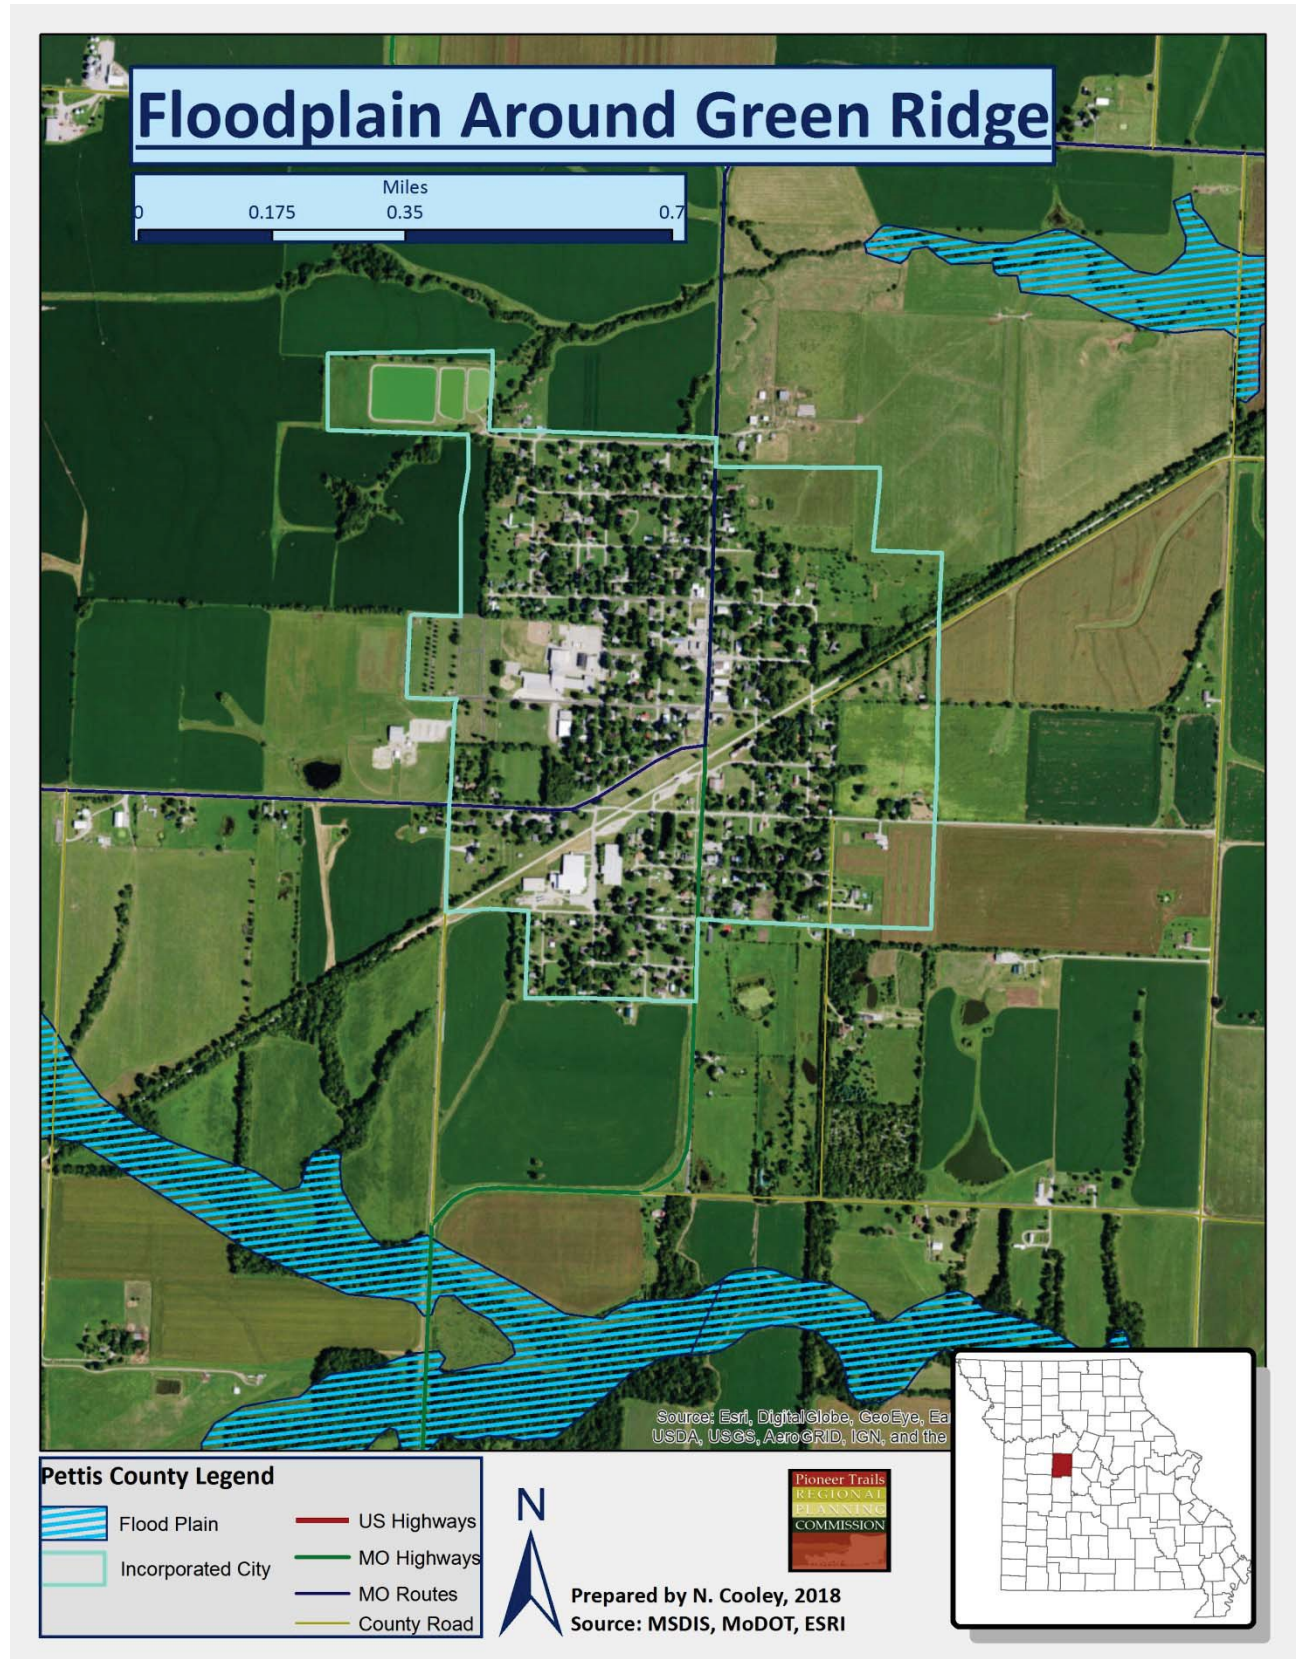 Floodplain Around Green Ridge
Miles
0 0.175 0.35 0.7
Source: Esri, DigitalGlobe, GeoEye, Ea
USDA, USGS, AeroGRID, IGN, and the
Pettis County Legend
Flood Plain
Incorporated City
US Highways
MO Highways
MO Routes
County Road
N
Pioneer Trails
REGIONAL
PLANNING
COMMISSION
Prepared by N. Cooley, 2018
Source: MSDIS, MoDOT, ESRI